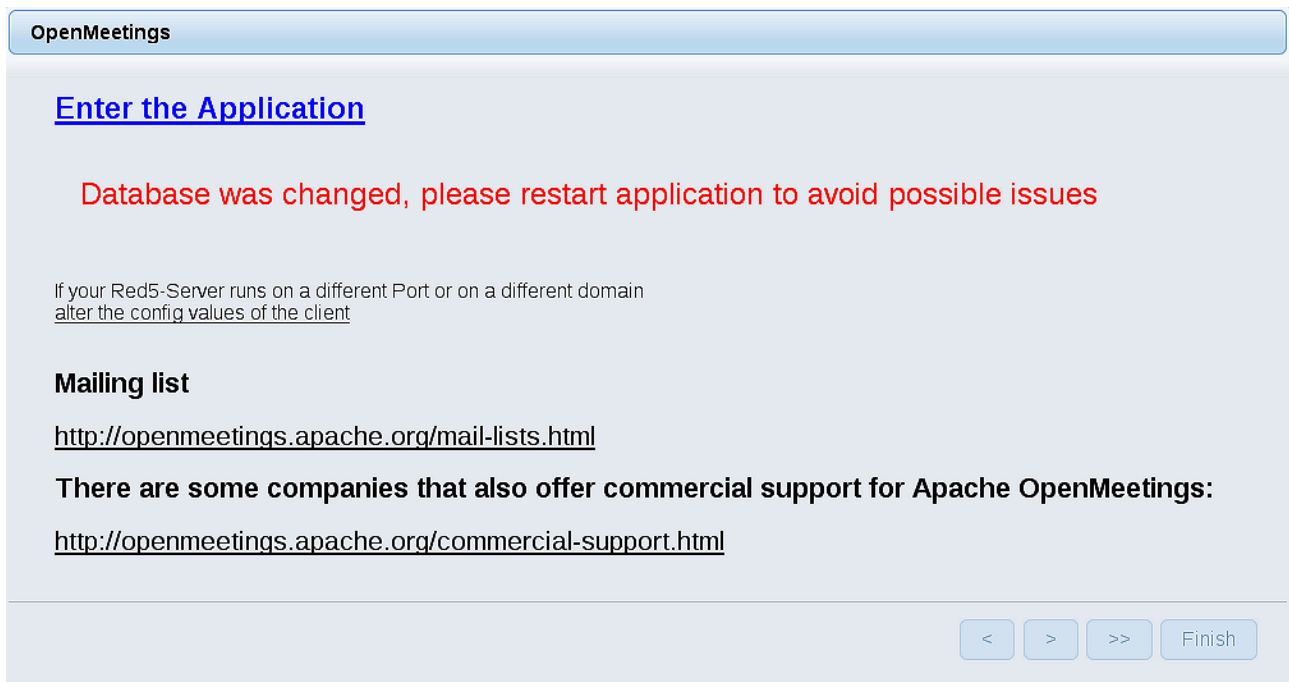 OpenMeetings
Enter the Application
Database was changed, please restart application to avoid possible issues
If your Red5-Server runs on a different Port or on a different domain
alter the config values of the client
Mailing list
http://openmeetings.apache.org/mail-lists.html
There are some companies that also offer commercial support for Apache OpenMeetings:
http://openmeetings.apache.org/commercial-support.html
< > >> Finish